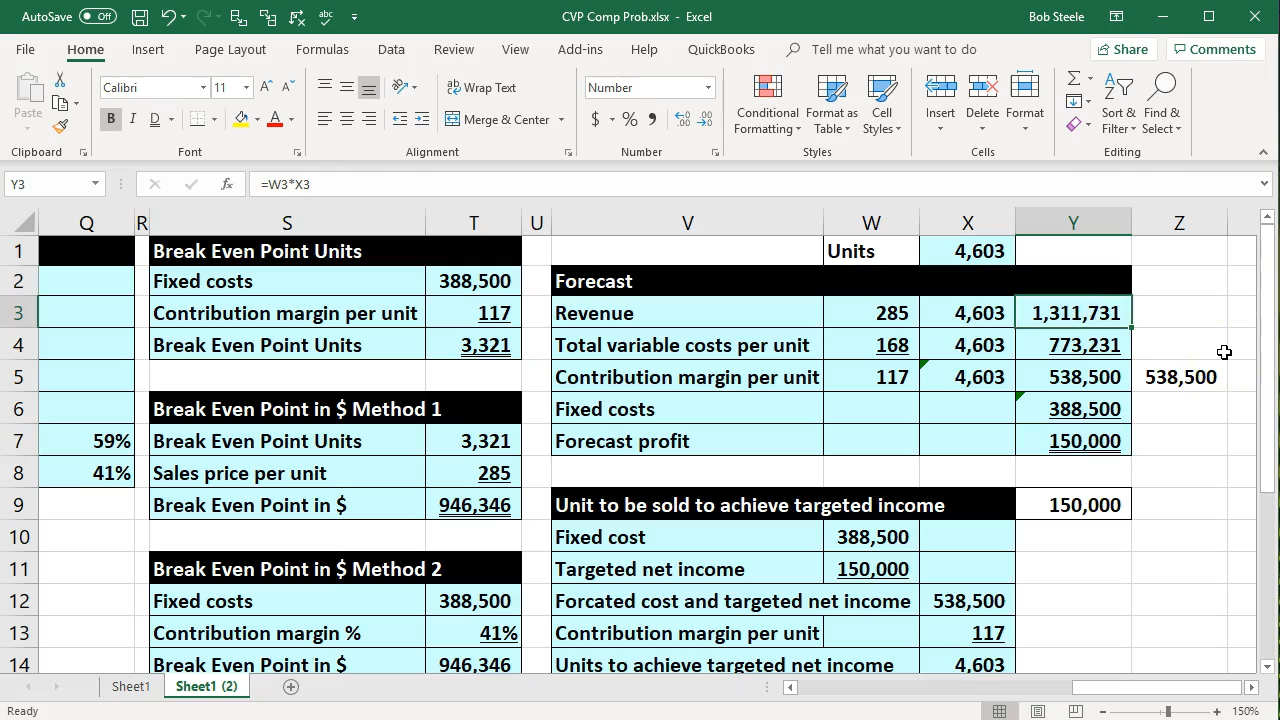 AutoSave Off CVP Comp Prob.xlsx - Excel Bob Steele
File Home Insert Page Layout Formulas Data Review View Add-ins Help QuickBooks Tell me what you want to do Share Comments
Paste Calibri 11 Wrap Text Number
Merge & Center
Conditional Formatting Format as Table Cell Styles Insert Delete Format Sort & Filter Find & Select
Clipboard Font Alignment Number Styles Cells Editing
Y3 fx =W3*X3
Q R S T U V W X Y Z
1 Break Even Point Units Units 4,603
2 Fixed costs 388,500 Forecast
3 Contribution margin per unit 117 Revenue 285 4,603 1,311,731
4 Break Even Point Units 3,321 Total variable costs per unit 168 4,603 773,231
5 Contribution margin per unit 117 4,603 538,500 538,500
6 Break Even Point in $ Method 1 Fixed costs 388,500
7 59% Break Even Point Units 3,321 Forecast profit 150,000
8 41% Sales price per unit 285
9 Break Even Point in $ 946,346 Unit to be sold to achieve targeted income 150,000
10 Fixed cost 388,500
11 Break Even Point in $ Method 2 Targeted net income 150,000
12 Fixed costs 388,500 Forcated cost and targeted net income 538,500
13 Contribution margin % 41% Contribution margin per unit 117
14 Break Even Point in $ 946,346 Units to achieve targeted net income 4,603
Sheet1 Sheet1 (2)
Ready 150%